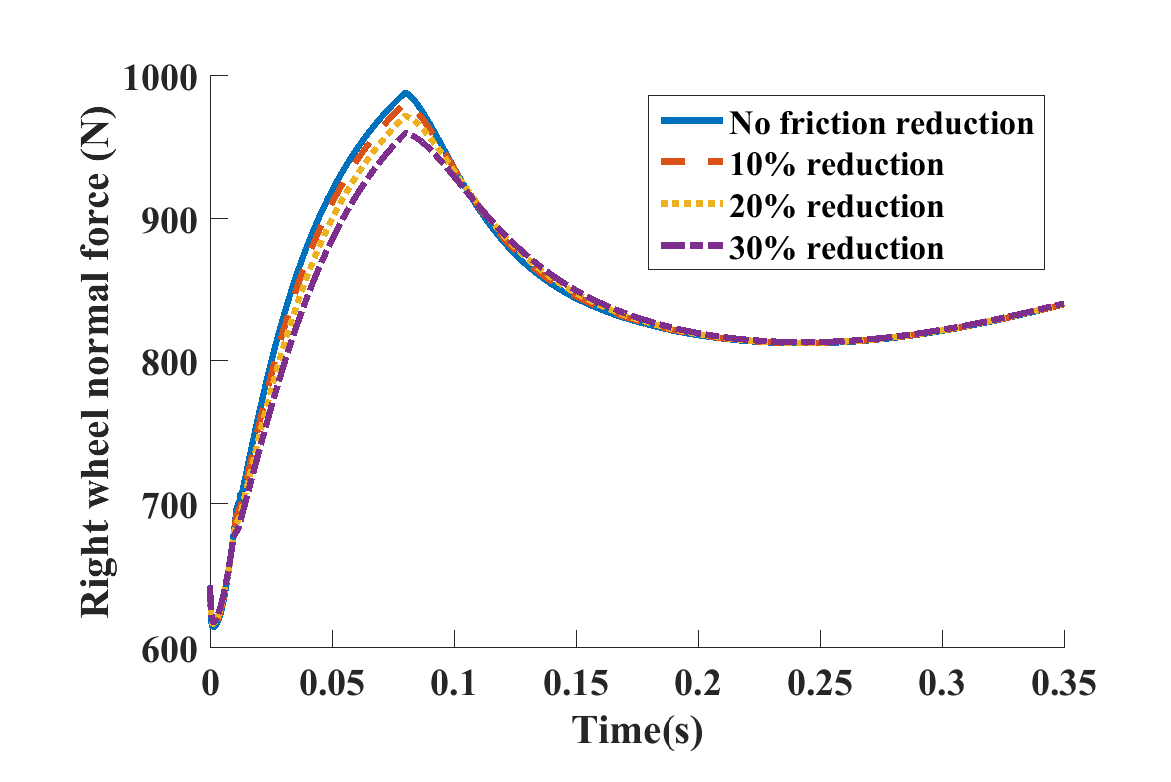 1000
900
800
700
600
Right wheel normal force (N)
No friction reduction
10% reduction
20% reduction
30% reduction
0 0.05 0.1 0.15 0.2 0.25 0.3 0.35
Time(s)